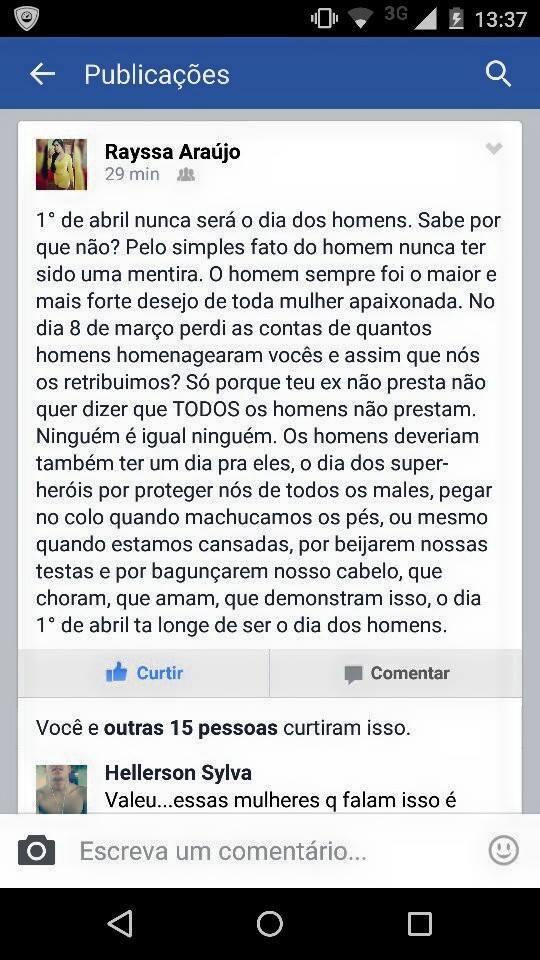 3G 13:37
Publicações
Rayssa Araújo
29 min
1° de abril nunca será o dia dos homens. Sabe por
que não? Pelo simples fato do homem nunca ter
sido uma mentira. O homem sempre foi o maior e
mais forte desejo de toda mulher apaixonada. No
dia 8 de março perdi as contas de quantos
homens homenagearam vocês e assim que nós
os retribuimos? Só porque teu ex não presta não
quer dizer que TODOS os homens não prestam.
Ninguém é igual ninguém. Os homens deveriam
também ter um dia pra eles, o dia dos super-
heróis por proteger nós de todos os males, pegar
no colo quando machucamos os pés, ou mesmo
quando estamos cansadas, por beijarem nossas
testas e por bagunçarem nosso cabelo, que
choram, que amam, que demonstram isso, o dia
1° de abril ta longe de ser o dia dos homens.
Curtir Comentar
Você e outras 15 pessoas curtiram isso.
Hellerson Sylva
Valeu...essas mulheres q falam isso é
Escreva um comentário...